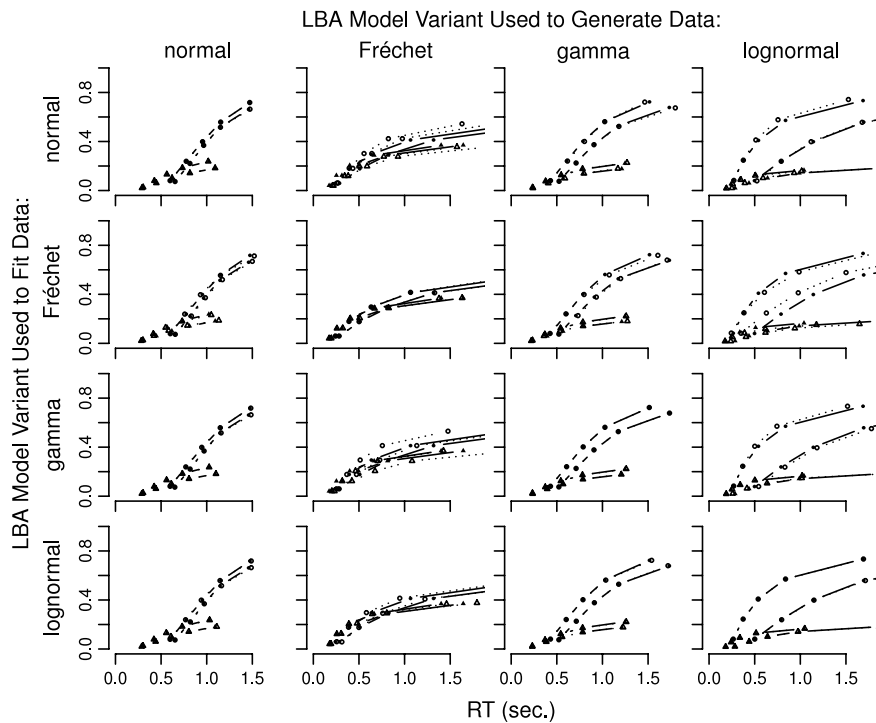 LBA Model Variant Used to Generate Data:
normal Fréchet gamma lognormal
LBA Model Variant Used to Fit Data:
normal
0.8
0.4
0.0
Fréchet
0.8
0.4
0.0
gamma
0.8
0.4
0.0
lognormal
0.8
0.4
0.0
0.0 0.5 1.0 1.5 0.0 0.5 1.0 1.5 0.0 0.5 1.0 1.5 0.0 0.5 1.0 1.5
RT (sec.)